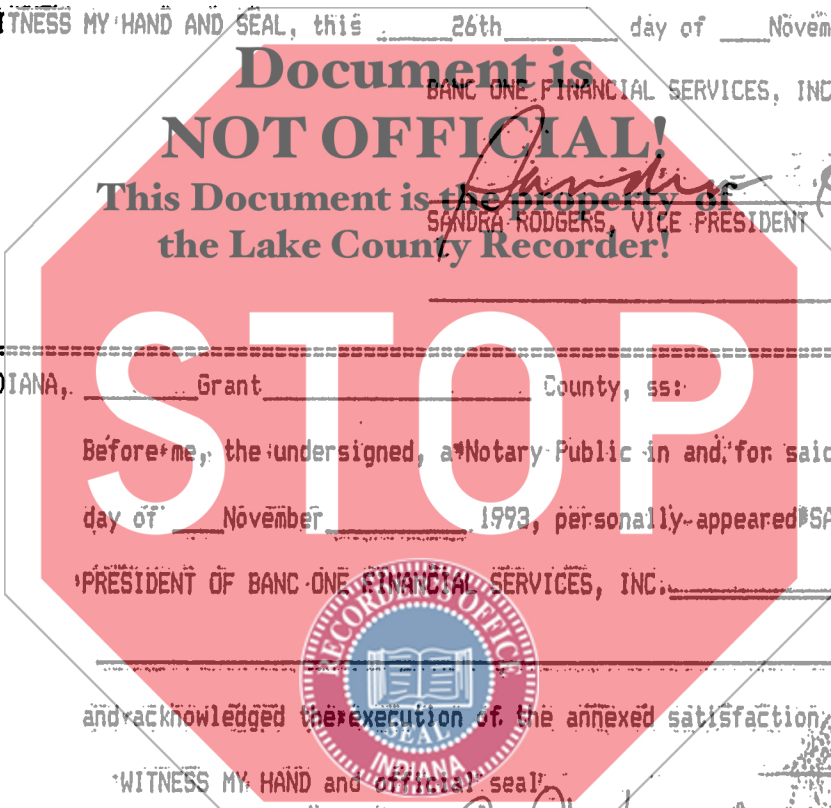 ITNESS MY HAND AND SEAL, this 26th day of Novem
Document is
BANC ONE FINANCIAL SERVICES, INC
NOT OFFICIAL!
This Document is the property of
SANDRA RODGERS, VICE PRESIDENT
the Lake County Recorder!
STOP
DIANA, Grant County, ss:
Before me, the undersigned, a Notary Public in and for said
day of November 1993, personally appeared SA
PRESIDENT OF BANC ONE FINANCIAL SERVICES, INC.
RECORDER'S OFFICE
SEAL
INDIANA
and acknowledged the execution of the annexed satisfaction
WITNESS MY HAND and official seal